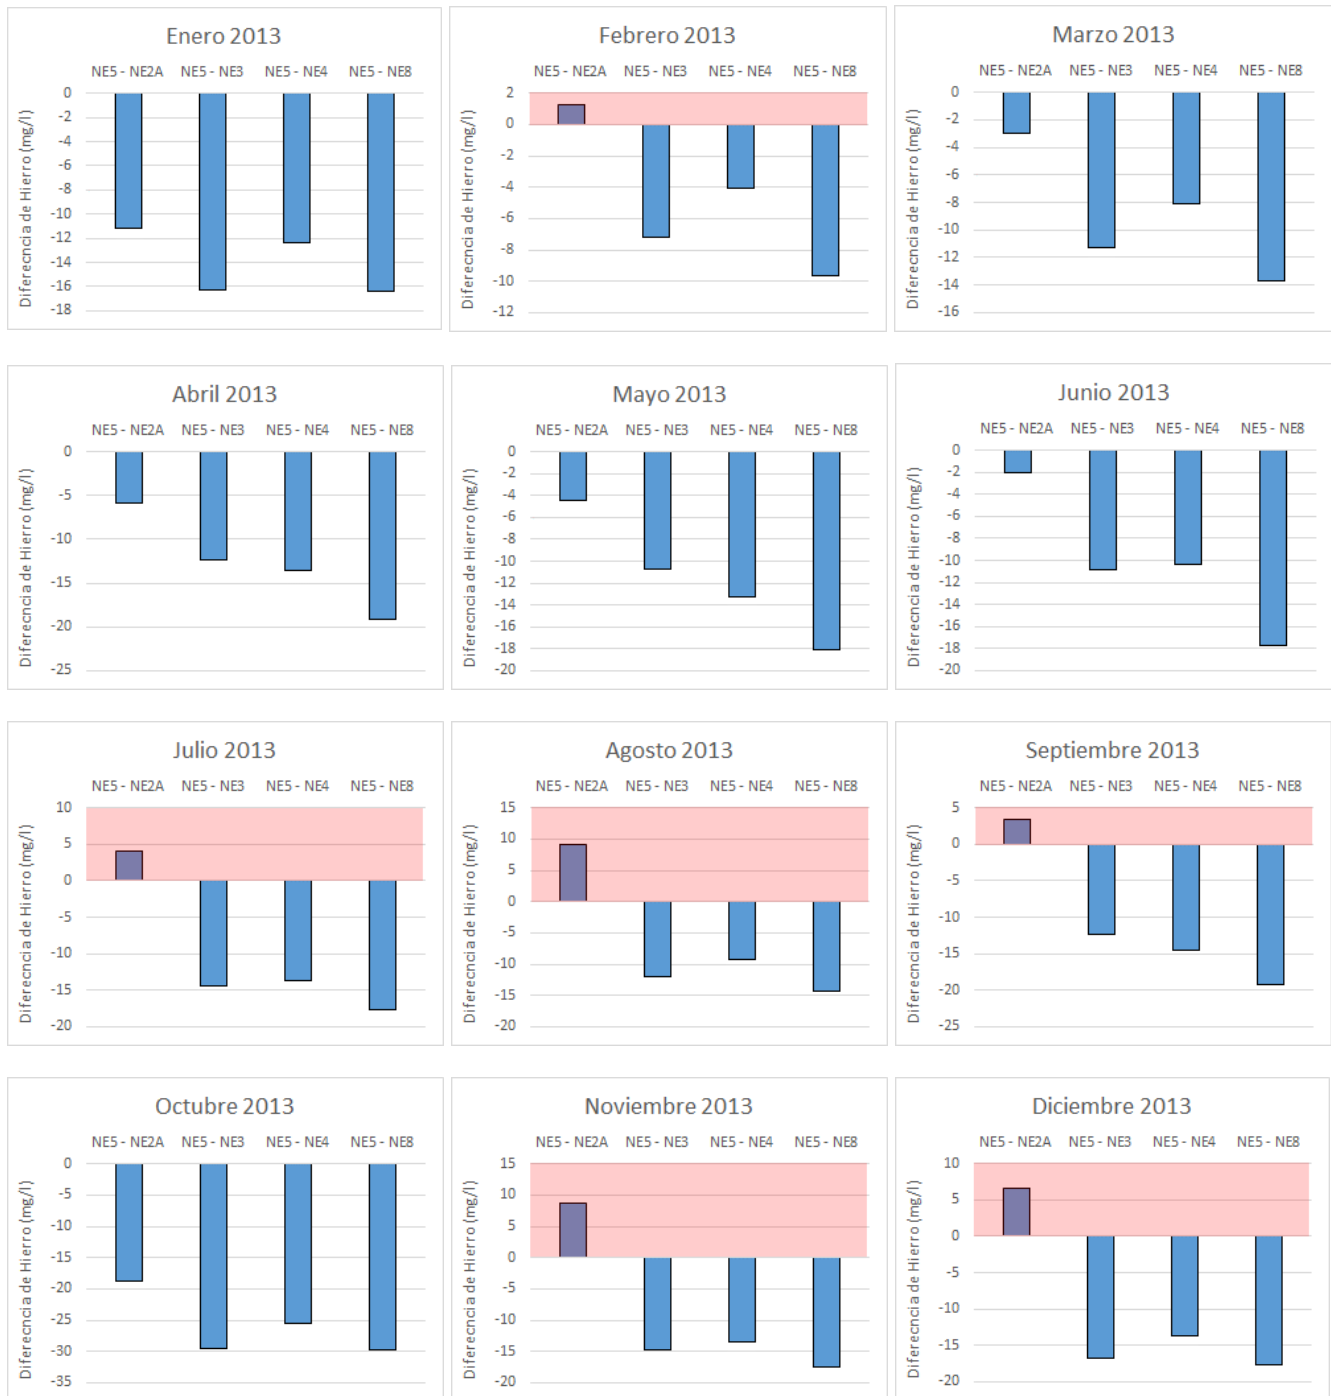 Enero 2013
NE5 - NE2A NE5 - NE3 NE5 - NE4 NE5 - NE8
Diferecncia de Hierro (mg/l)
0
-2
-4
-6
-8
-10
-12
-14
-16
-18
Febrero 2013
NE5 - NE2A NE5 - NE3 NE5 - NE4 NE5 - NE8
Diferecncia de Hierro (mg/l)
2
0
-2
-4
-6
-8
-10
-12
Marzo 2013
NE5 - NE2A NE5 - NE3 NE5 - NE4 NE5 - NE8
Diferecncia de Hierro (mg/l)
0
-2
-4
-6
-8
-10
-12
-14
-16
Abril 2013
NE5 - NE2A NE5 - NE3 NE5 - NE4 NE5 - NE8
Diferecncia de Hierro (mg/l)
0
-5
-10
-15
-20
-25
Mayo 2013
NE5 - NE2A NE5 - NE3 NE5 - NE4 NE5 - NE8
Diferecncia de Hierro (mg/l)
0
-2
-4
-6
-8
-10
-12
-14
-16
-18
-20
Junio 2013
NE5 - NE2A NE5 - NE3 NE5 - NE4 NE5 - NE8
Diferecncia de Hierro (mg/l)
0
-2
-4
-6
-8
-10
-12
-14
-16
-18
-20
Julio 2013
NE5 - NE2A NE5 - NE3 NE5 - NE4 NE5 - NE8
Diferecncia de Hierro (mg/l)
10
5
0
-5
-10
-15
-20
Agosto 2013
NE5 - NE2A NE5 - NE3 NE5 - NE4 NE5 - NE8
Diferecncia de Hierro (mg/l)
15
10
5
0
-5
-10
-15
-20
Septiembre 2013
NE5 - NE2A NE5 - NE3 NE5 - NE4 NE5 - NE8
Diferecncia de Hierro (mg/l)
5
0
-5
-10
-15
-20
-25
Octubre 2013
NE5 - NE2A NE5 - NE3 NE5 - NE4 NE5 - NE8
Diferecncia de Hierro (mg/l)
0
-5
-10
-15
-20
-25
-30
-35
Noviembre 2013
NE5 - NE2A NE5 - NE3 NE5 - NE4 NE5 - NE8
Diferecncia de Hierro (mg/l)
15
10
5
0
-5
-10
-15
-20
Diciembre 2013
NE5 - NE2A NE5 - NE3 NE5 - NE4 NE5 - NE8
Diferecncia de Hierro (mg/l)
10
5
0
-5
-10
-15
-20